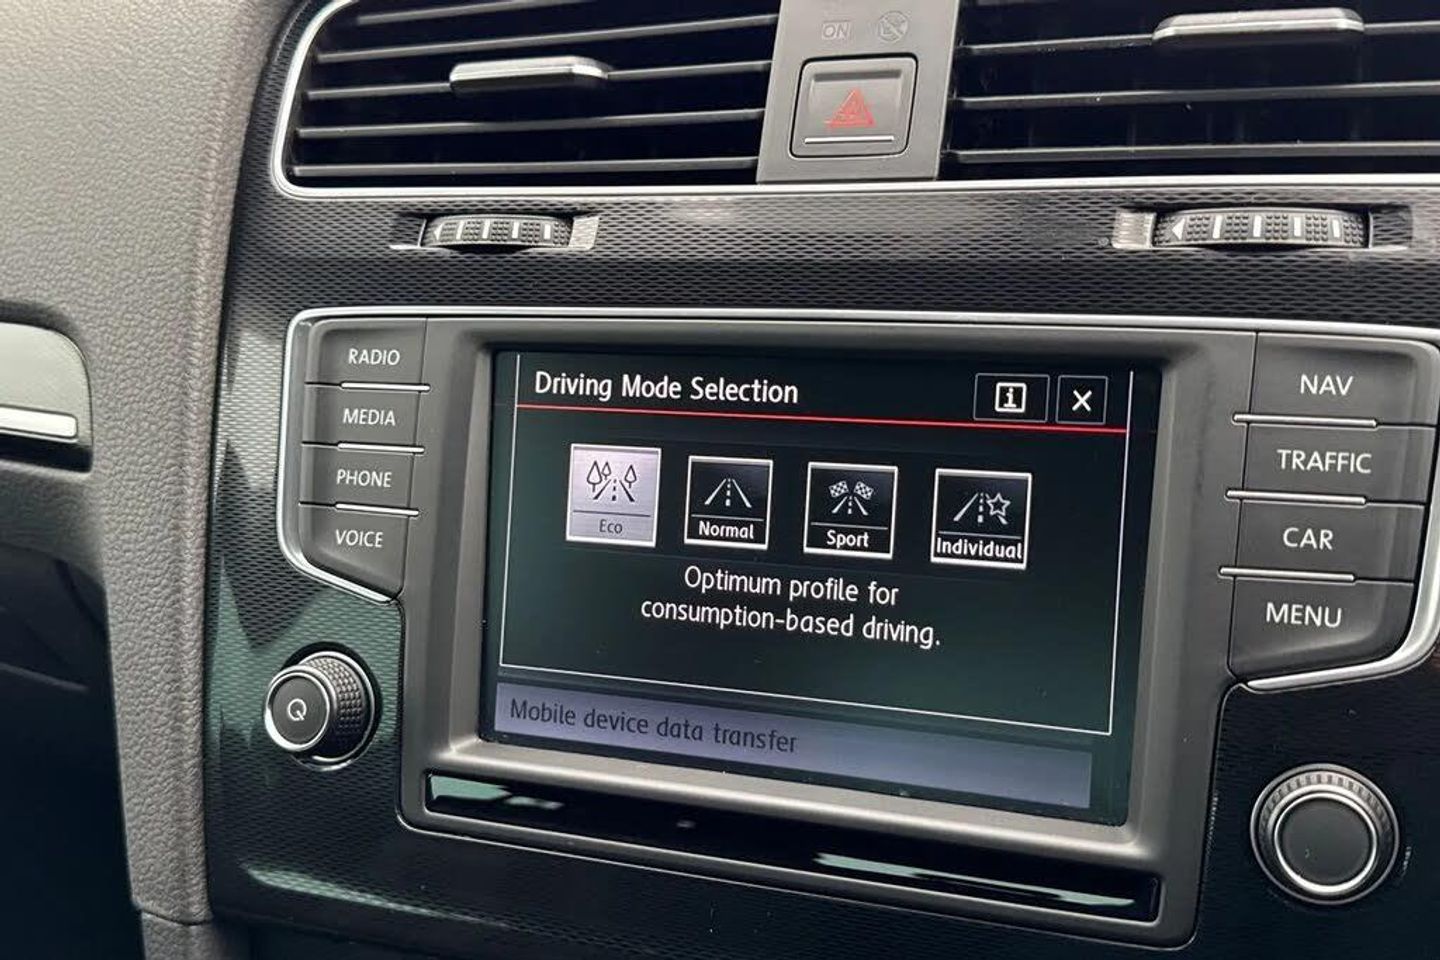 ON
RADIO
MEDIA
PHONE
VOICE
Driving Mode Selection
i
Eco
Normal
Sport
Individual
Optimum profile for
consumption-based driving.
Mobile device data transfer
NAV
TRAFFIC
CAR
MENU